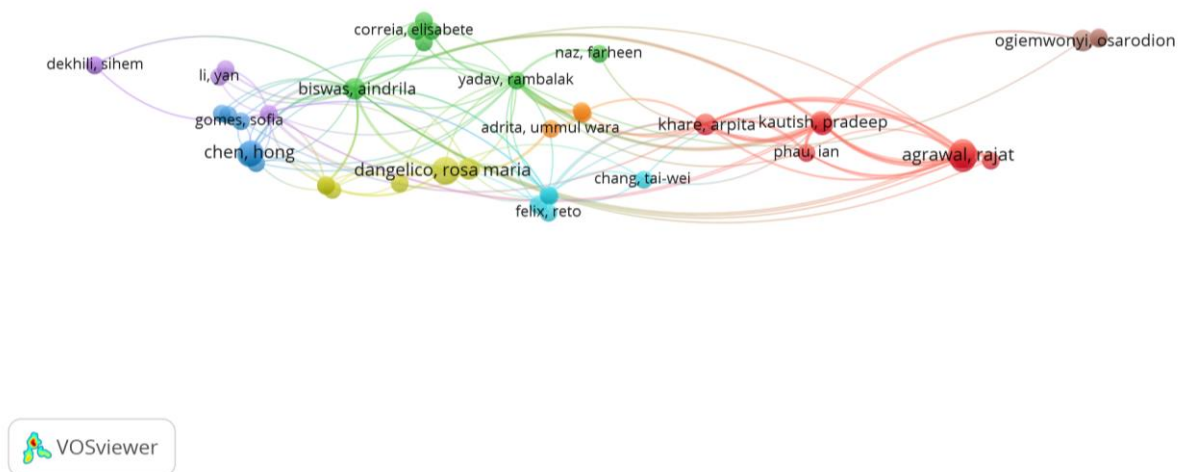 correia, elisabete
ogiemwonyi, osarodion
naz, farheen
dekhili, sihem
li, yan
yadav, rambalak
biswas, aindrila
gomes, sofia
adrita, ummul wara
khare, arpita
kautish, pradeep
chen, hong
phau, ian
agrawal, rajat
dangelico, rosa maria
chang, tai-wei
felix, reto
VOSviewer